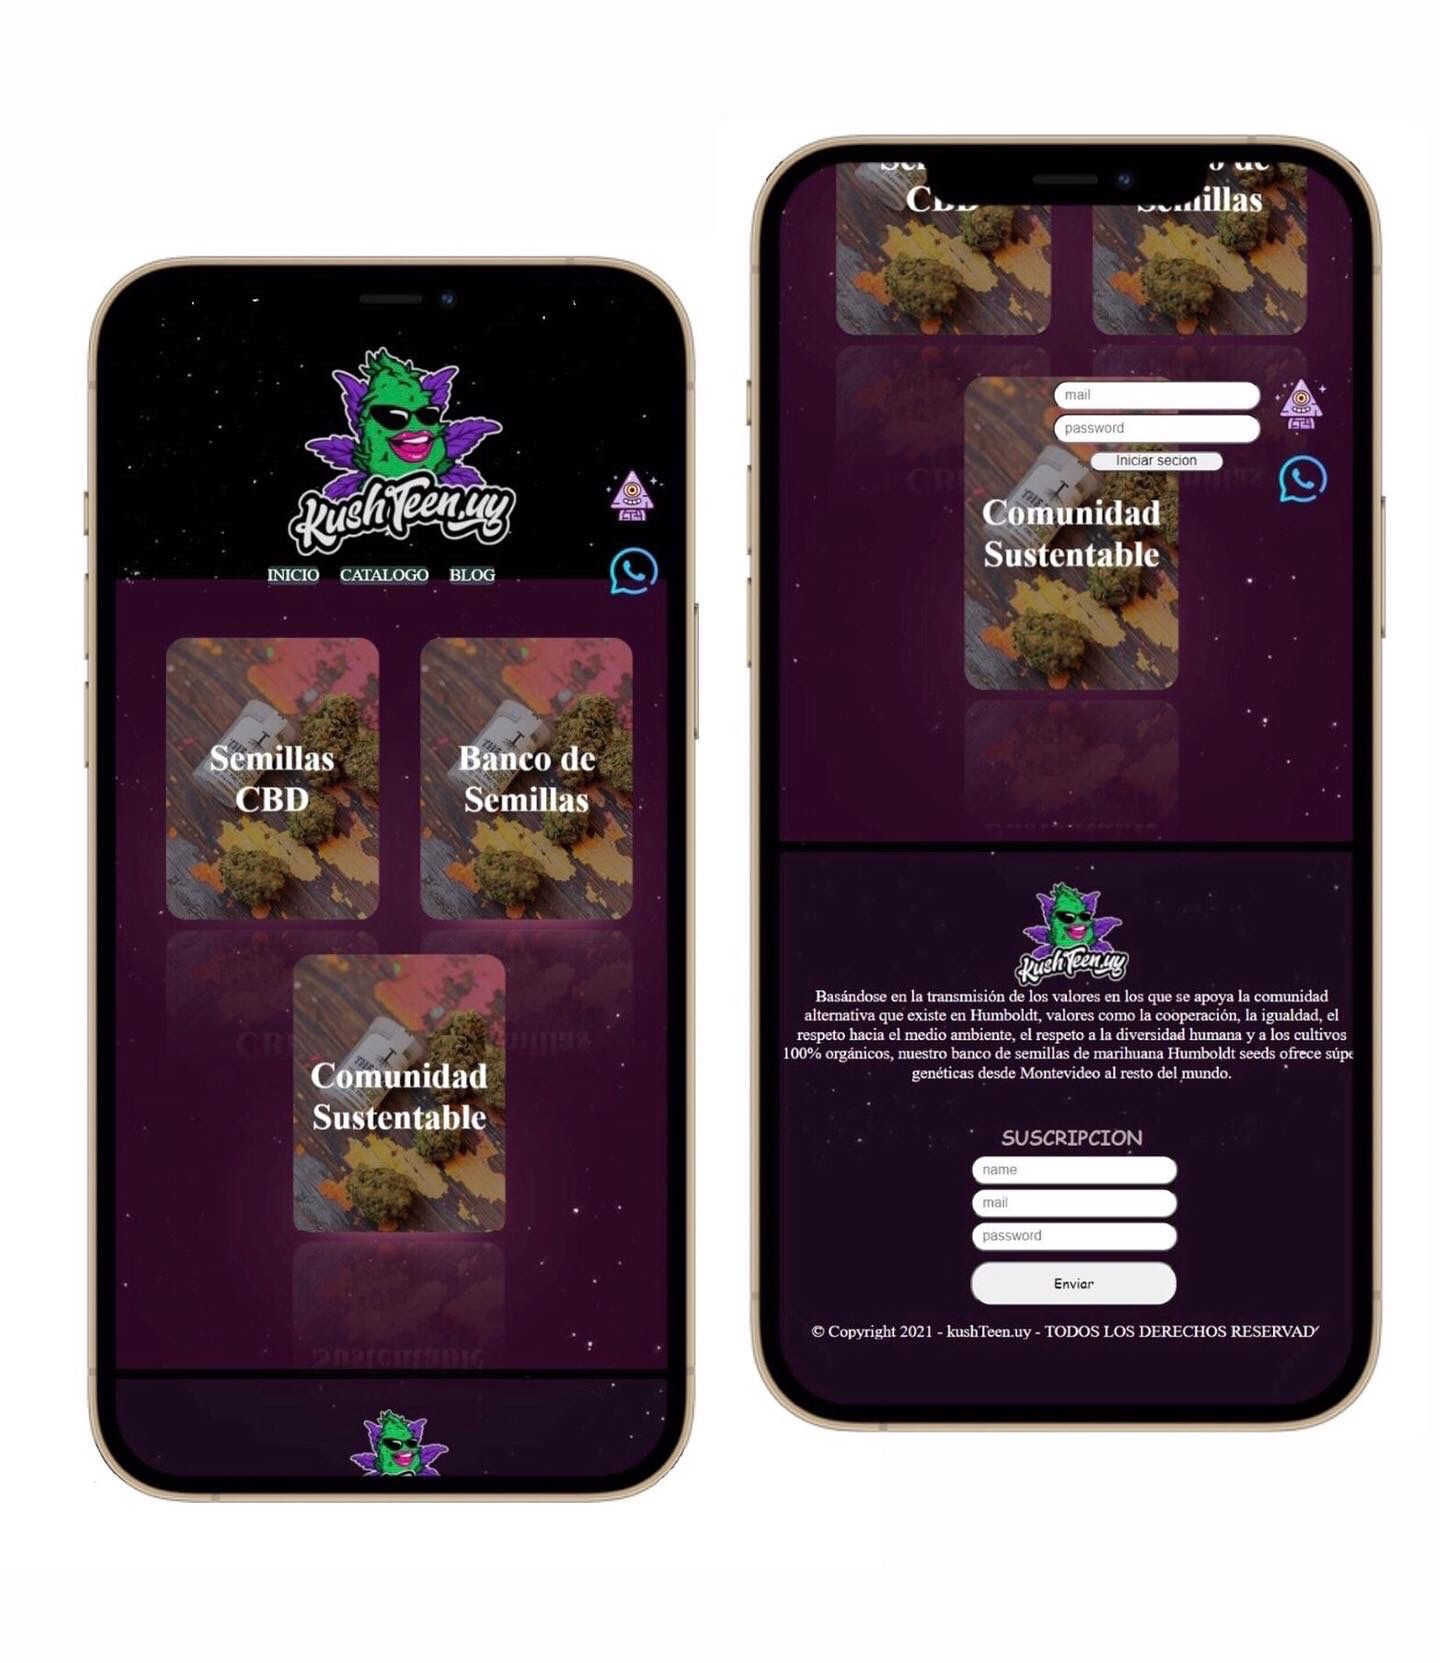 KushTeen.uy
INICIO CATALOGO BLOG
Semillas
CBD
Banco de
Semillas
Comunidad
Sustentable
CBD
Semillas
mail
password
Iniciar secion
Comunidad
Sustentable
KushTeen.uy
Basándose en la transmisión de los valores en los que se apoya la comunidad
alternativa que existe en Humboldt, valores como la cooperación, la igualdad, el
respeto hacia el medio ambiente, el respeto a la diversidad humana y a los cultivos
100% orgánicos, nuestro banco de semillas de marihuana Humboldt seeds ofrece súpe
genéticas desde Montevideo al resto del mundo.
SUSCRIPCION
name
mail
password
Enviar
© Copyright 2021 - kushTeen.uy - TODOS LOS DERECHOS RESERVAD